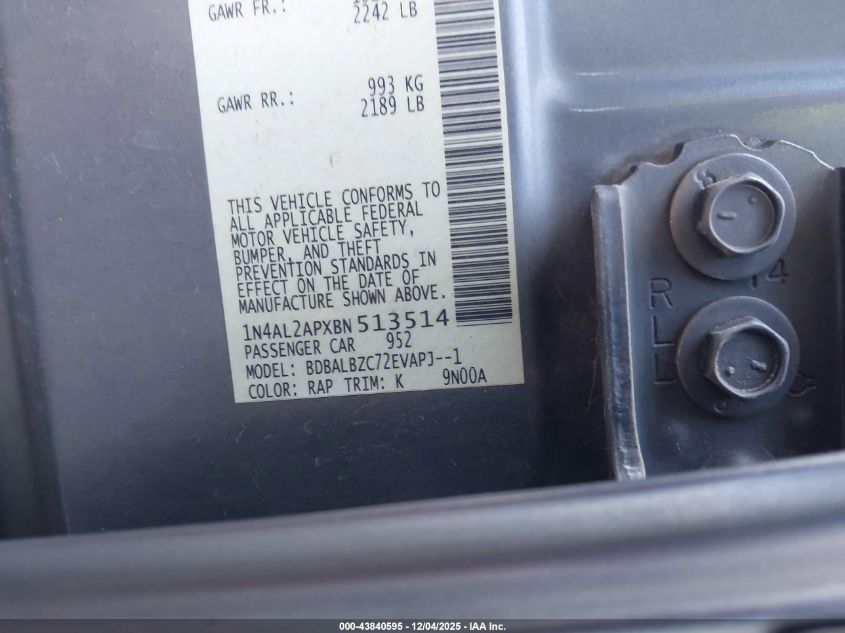 GAWR FR.:
2242 LB
GAWR RR.: 993 KG
2189 LB
THIS VEHICLE CONFORMS TO
ALL APPLICABLE FEDERAL
MOTOR VEHICLE SAFETY,
BUMPER, AND THEFT
PREVENTION STANDARDS IN
EFFECT ON THE DATE OF
MANUFACTURE SHOWN ABOVE.
1N4AL2APXBN513514
PASSENGER CAR 952
MODEL: BDBALBZC72EVAPJ--1
COLOR: RAP TRIM: K 9N00A
14
R
L
L
000-43840595 - 12/04/2025 - IAA Inc.